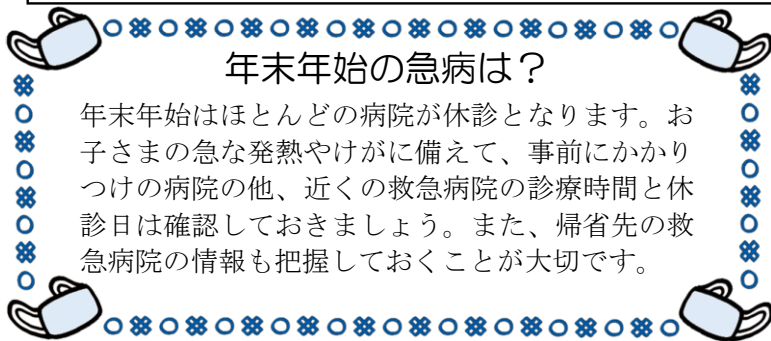 年末年始の急病は？
年末年始はほとんどの病院が休診となります。お
子さまの急な発熱やけがに備えて、事前にかかり
つけの病院の他、近くの救急病院の診療時間と休
診日は確認しておきましょう。また、帰省先の救
急病院の情報も把握しておくことが大切です。